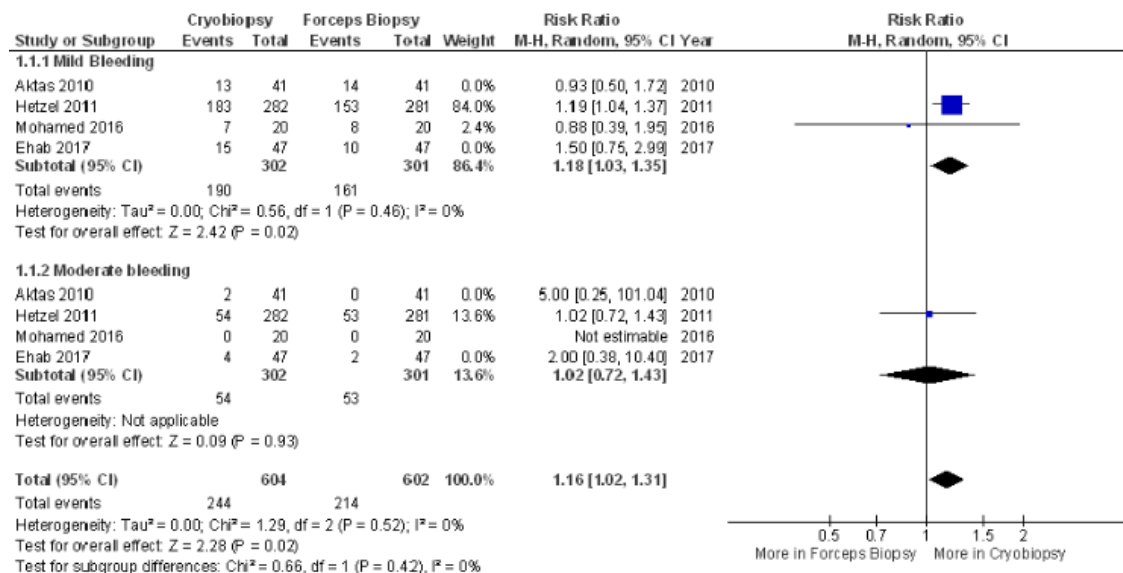 Cryobiopsy Forceps Biopsy Risk Ratio Risk Ratio
Study or Subgroup Events Total Events Total Weight M-H, Random, 95% CI Year M-H, Random, 95% CI
1.1.1 Mild Bleeding
Aktas 2010 13 41 14 41 0.0% 0.93 [0.50, 1.72] 2010
Hetzel 2011 183 282 153 281 84.0% 1.19 [1.04, 1.37] 2011
Mohamed 2016 7 20 8 20 2.4% 0.88 [0.39, 1.95] 2016
Ehab 2017 15 47 10 47 0.0% 1.50 [0.75, 2.99] 2017
Subtotal (95% CI) 302 301 86.4% 1.18 [1.03, 1.35]
Total events 190 161
Heterogeneity: Tau² = 0.00; Chi² = 0.56, df = 1 (P = 0.46); I² = 0%
Test for overall effect: Z = 2.42 (P = 0.02)
1.1.2 Moderate bleeding
Aktas 2010 2 41 0 41 0.0% 5.00 [0.25, 101.04] 2010
Hetzel 2011 54 282 53 281 13.6% 1.02 [0.72, 1.43] 2011
Mohamed 2016 0 20 0 20 Not estimable 2016
Ehab 2017 4 47 2 47 0.0% 2.00 [0.38, 10.40] 2017
Subtotal (95% CI) 302 301 13.6% 1.02 [0.72, 1.43]
Total events 54 53
Heterogeneity: Not applicable
Test for overall effect: Z = 0.09 (P = 0.93)
Total (95% CI) 604 602 100.0% 1.16 [1.02, 1.31]
Total events 244 214
Heterogeneity: Tau² = 0.00; Chi² = 1.29, df = 2 (P = 0.52); I² = 0%
Test for overall effect: Z = 2.28 (P = 0.02)
Test for subgroup differences: Chi² = 0.66, df = 1 (P = 0.42), I² = 0%
0.5 0.7 1 1.5 2
More in Forceps Biopsy More in Cryobiopsy